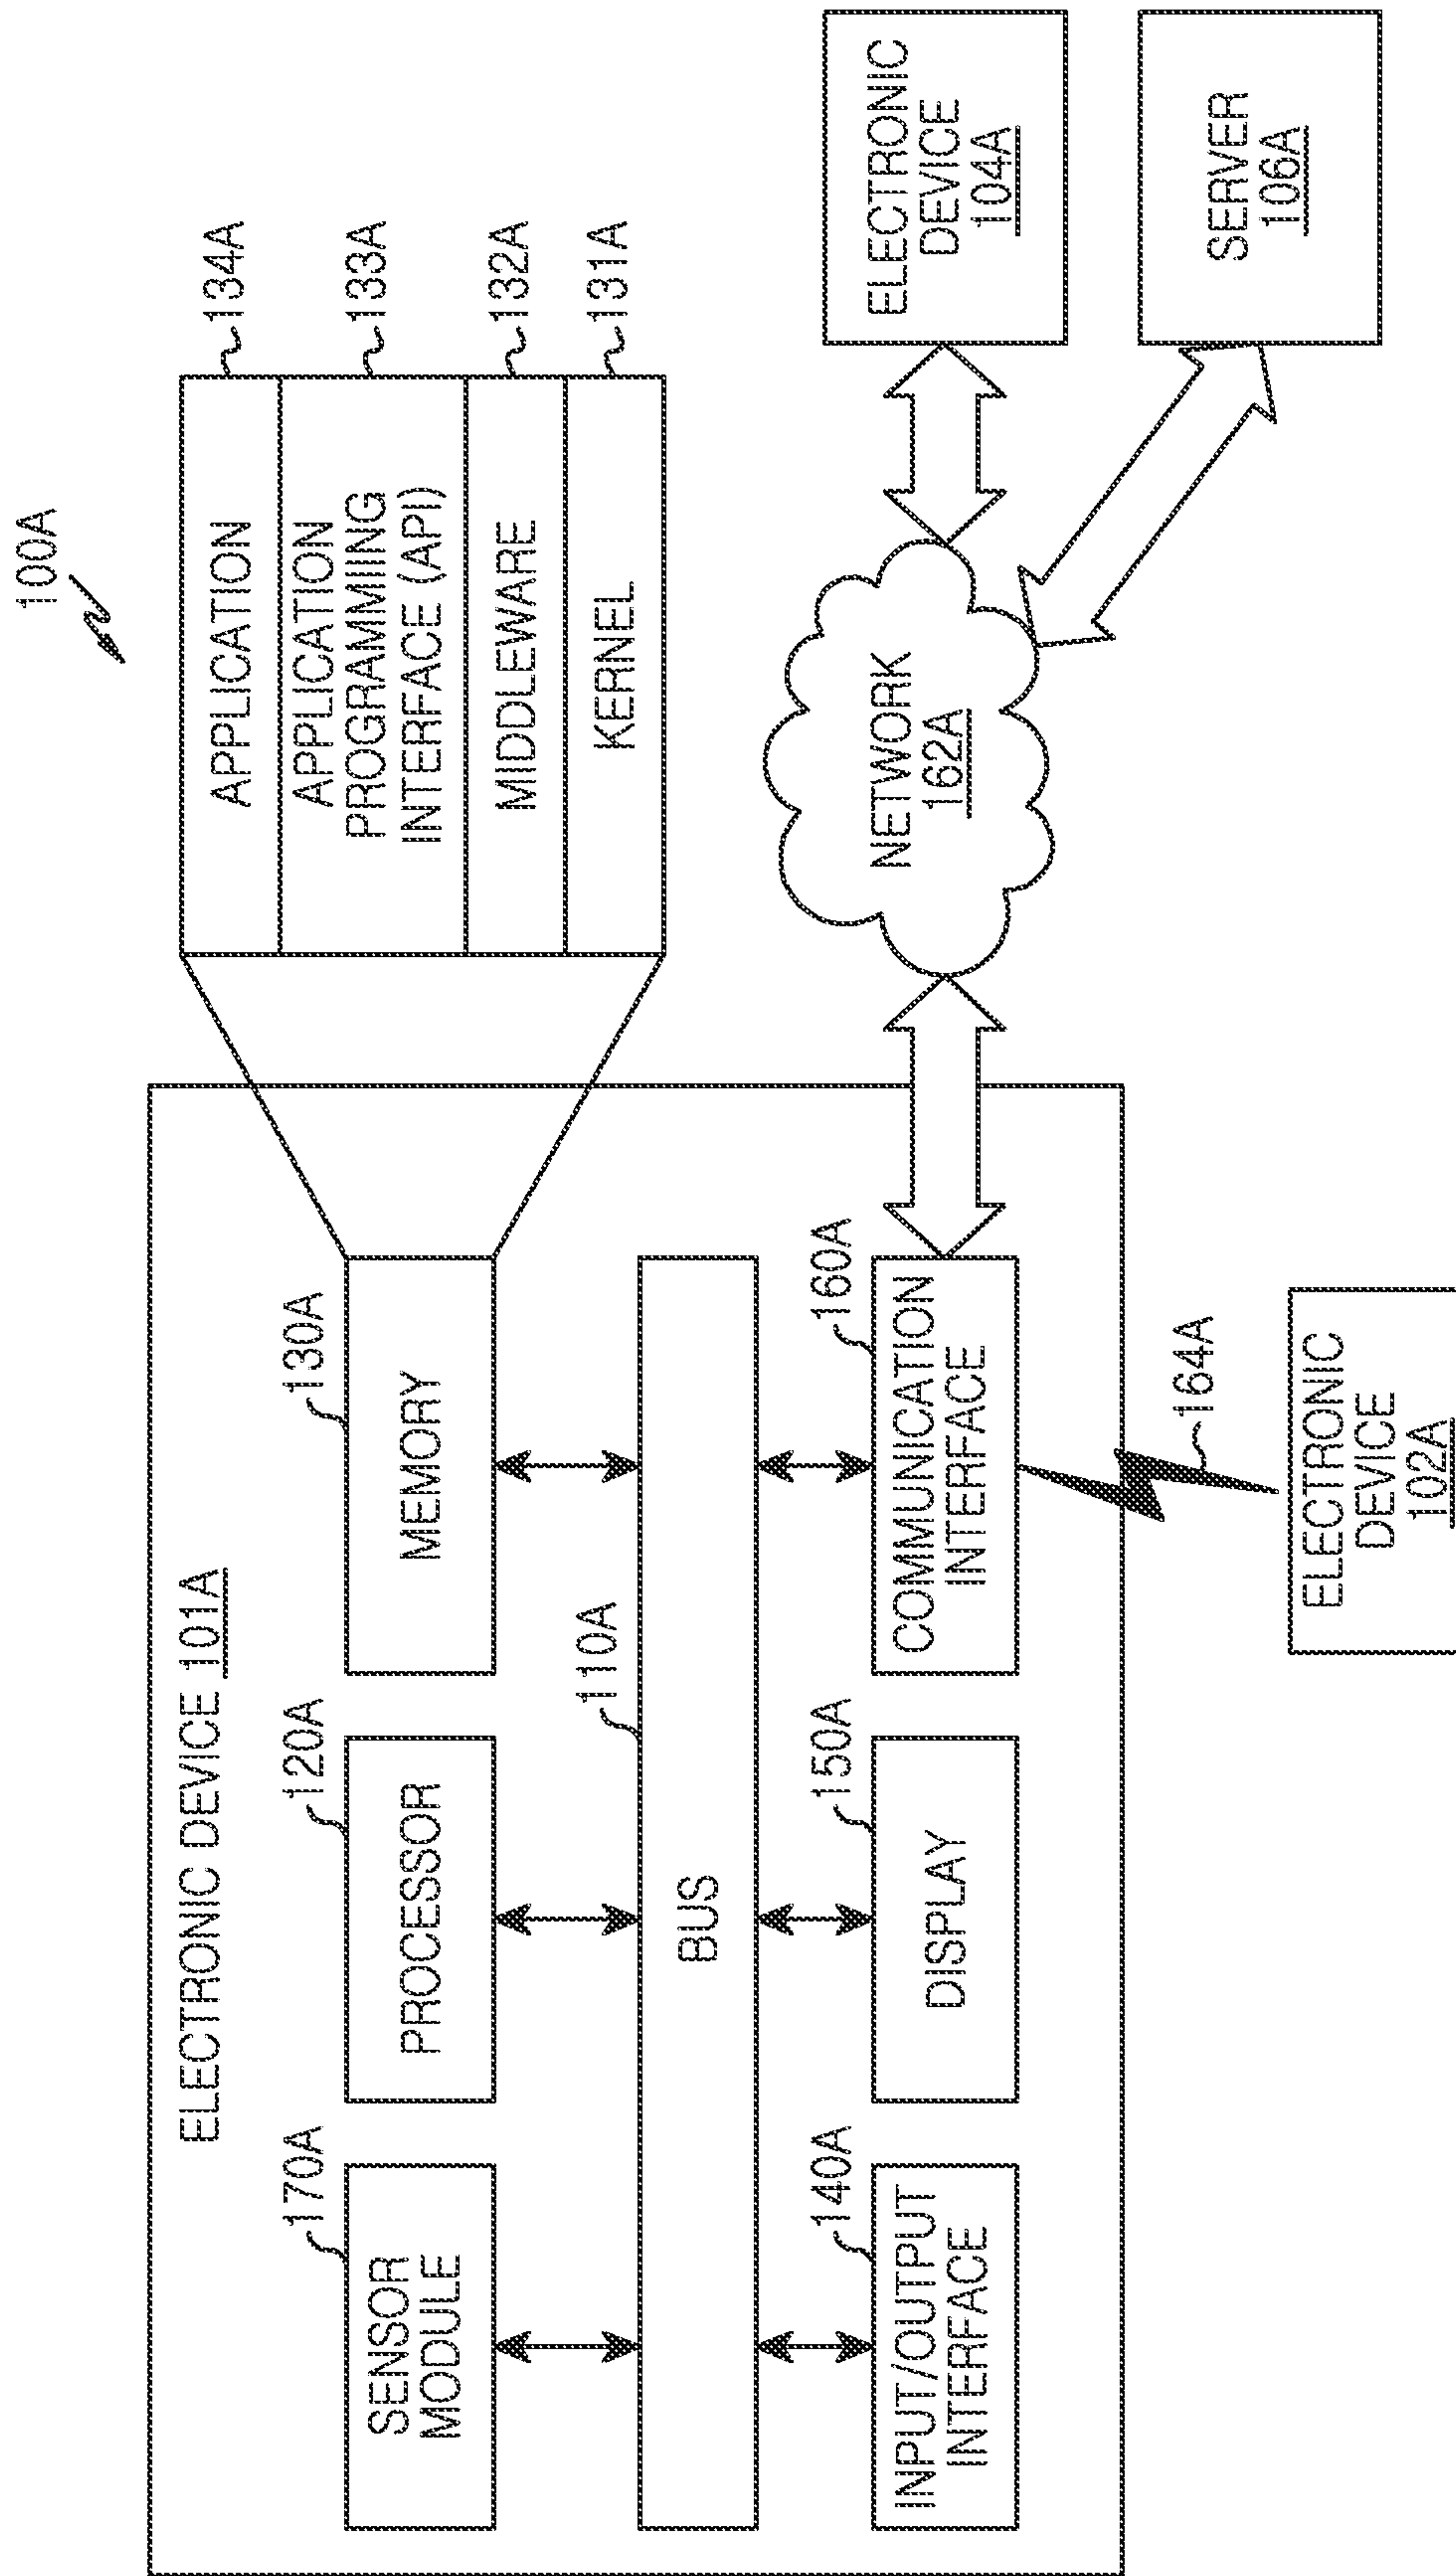 100A
ELECTRONIC DEVICE 101A
170A
SENSOR
MODULE
120A
PROCESSOR
130A
MEMORY
APPLICATION
134A
APPLICATION
PROGRAMMING
INTERFACE (API)
133A
MIDDLEWARE
132A
KERNEL
131A
110A
BUS
140A
INPUT/OUTPUT
INTERFACE
150A
DISPLAY
160A
COMMUNICATION
INTERFACE
NETWORK
162A
ELECTRONIC
DEVICE
104A
SERVER
106A
164A
ELECTRONIC
DEVICE
102A